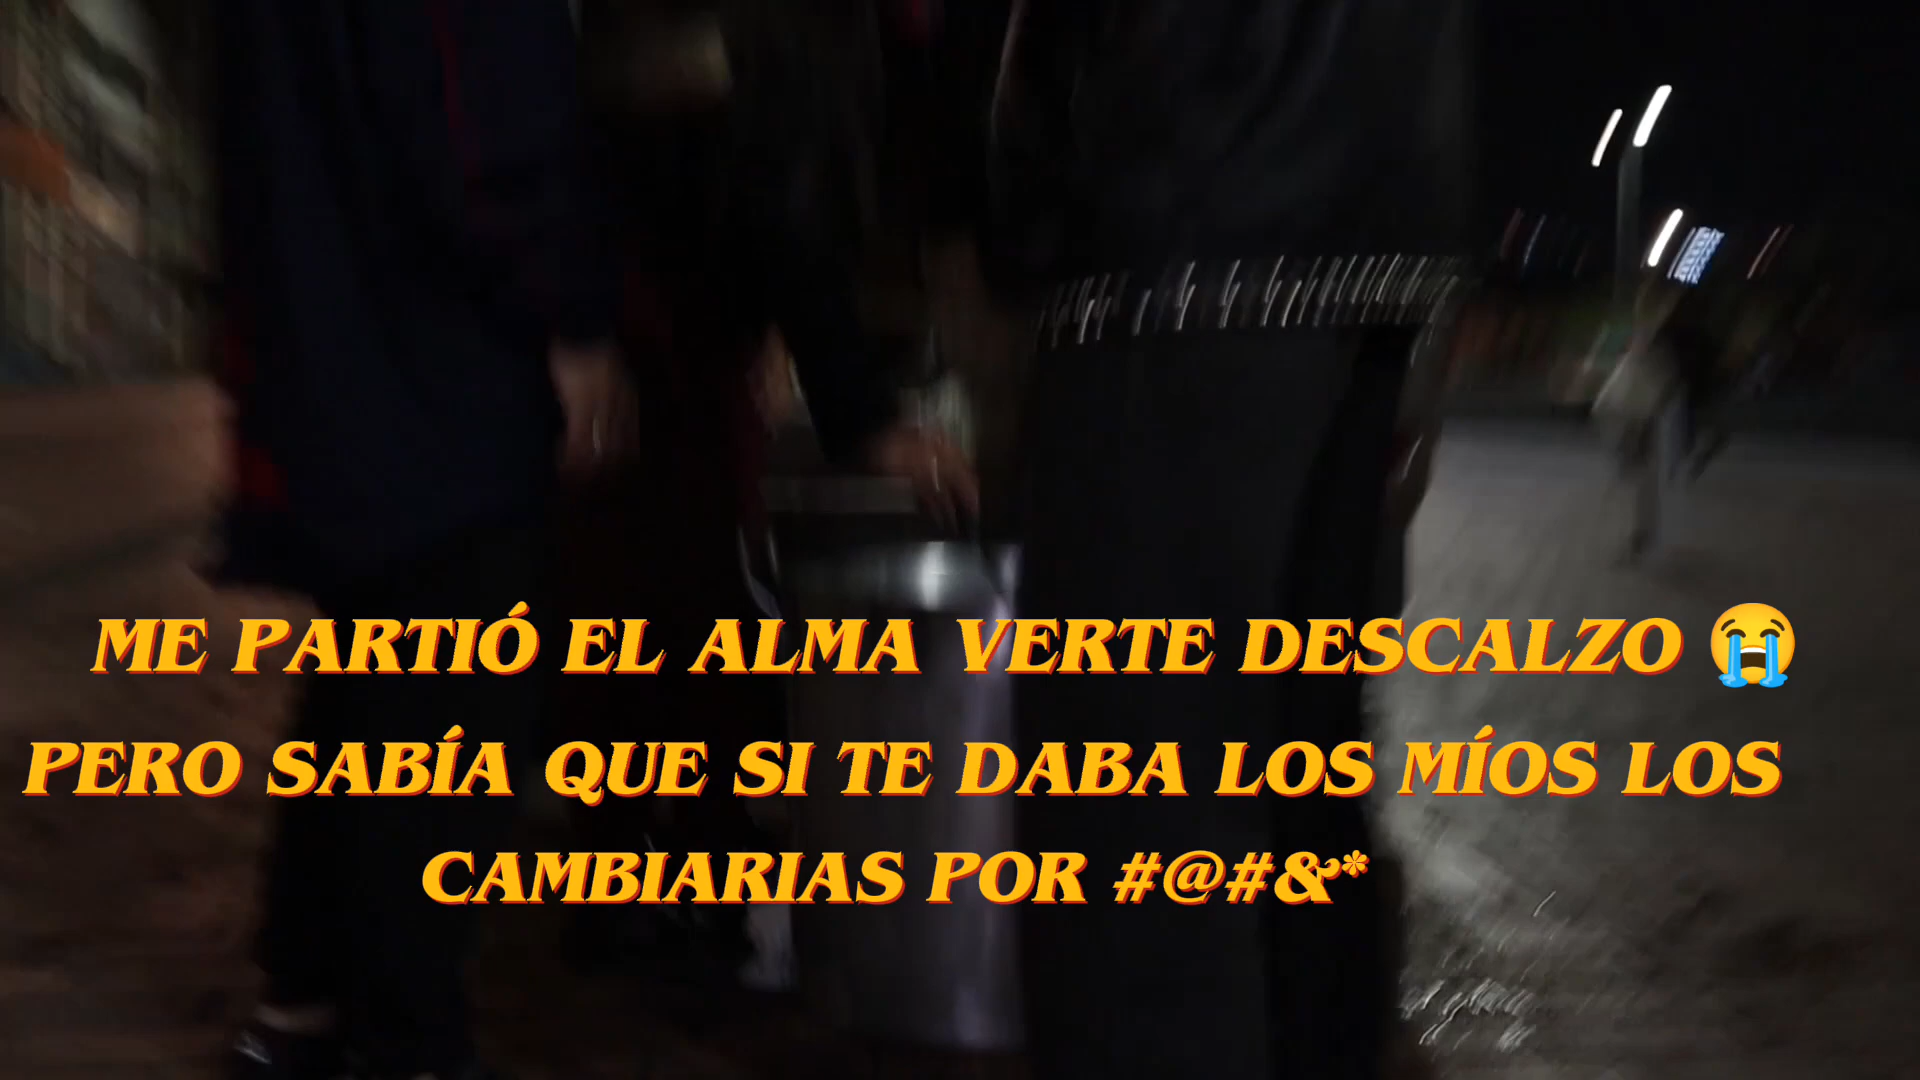 ME PARTIÓ EL ALMA VERTE DESCALZO 😭
PERO SABÍA QUE SI TE DABA LOS MÍOS LOS
CAMBIARIAS POR #@#&*